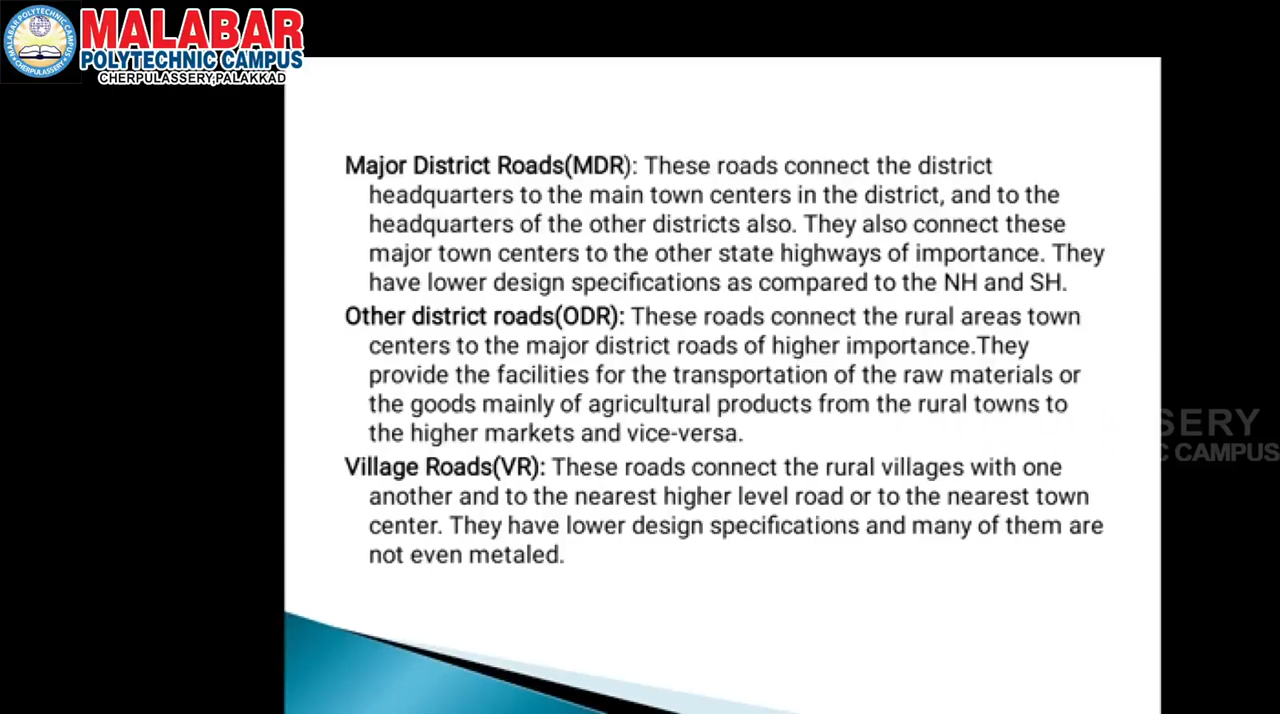 MALABAR
POLYTECHNIC CAMPUS
CHERPULASSERY,PALAKKAD
MALABAR POLYTECHNIC CAMPUS
CHERPULASSERY
Major District Roads(MDR): These roads connect the district
headquarters to the main town centers in the district, and to the
headquarters of the other districts also. They also connect these
major town centers to the other state highways of importance. They
have lower design specifications as compared to the NH and SH.
Other district roads(ODR): These roads connect the rural areas town
centers to the major district roads of higher importance.They
provide the facilities for the transportation of the raw materials or
the goods mainly of agricultural products from the rural towns to
the higher markets and vice-versa.
Village Roads(VR): These roads connect the rural villages with one
another and to the nearest higher level road or to the nearest town
center. They have lower design specifications and many of them are
not even metaled.
SERY
C CAMPUS